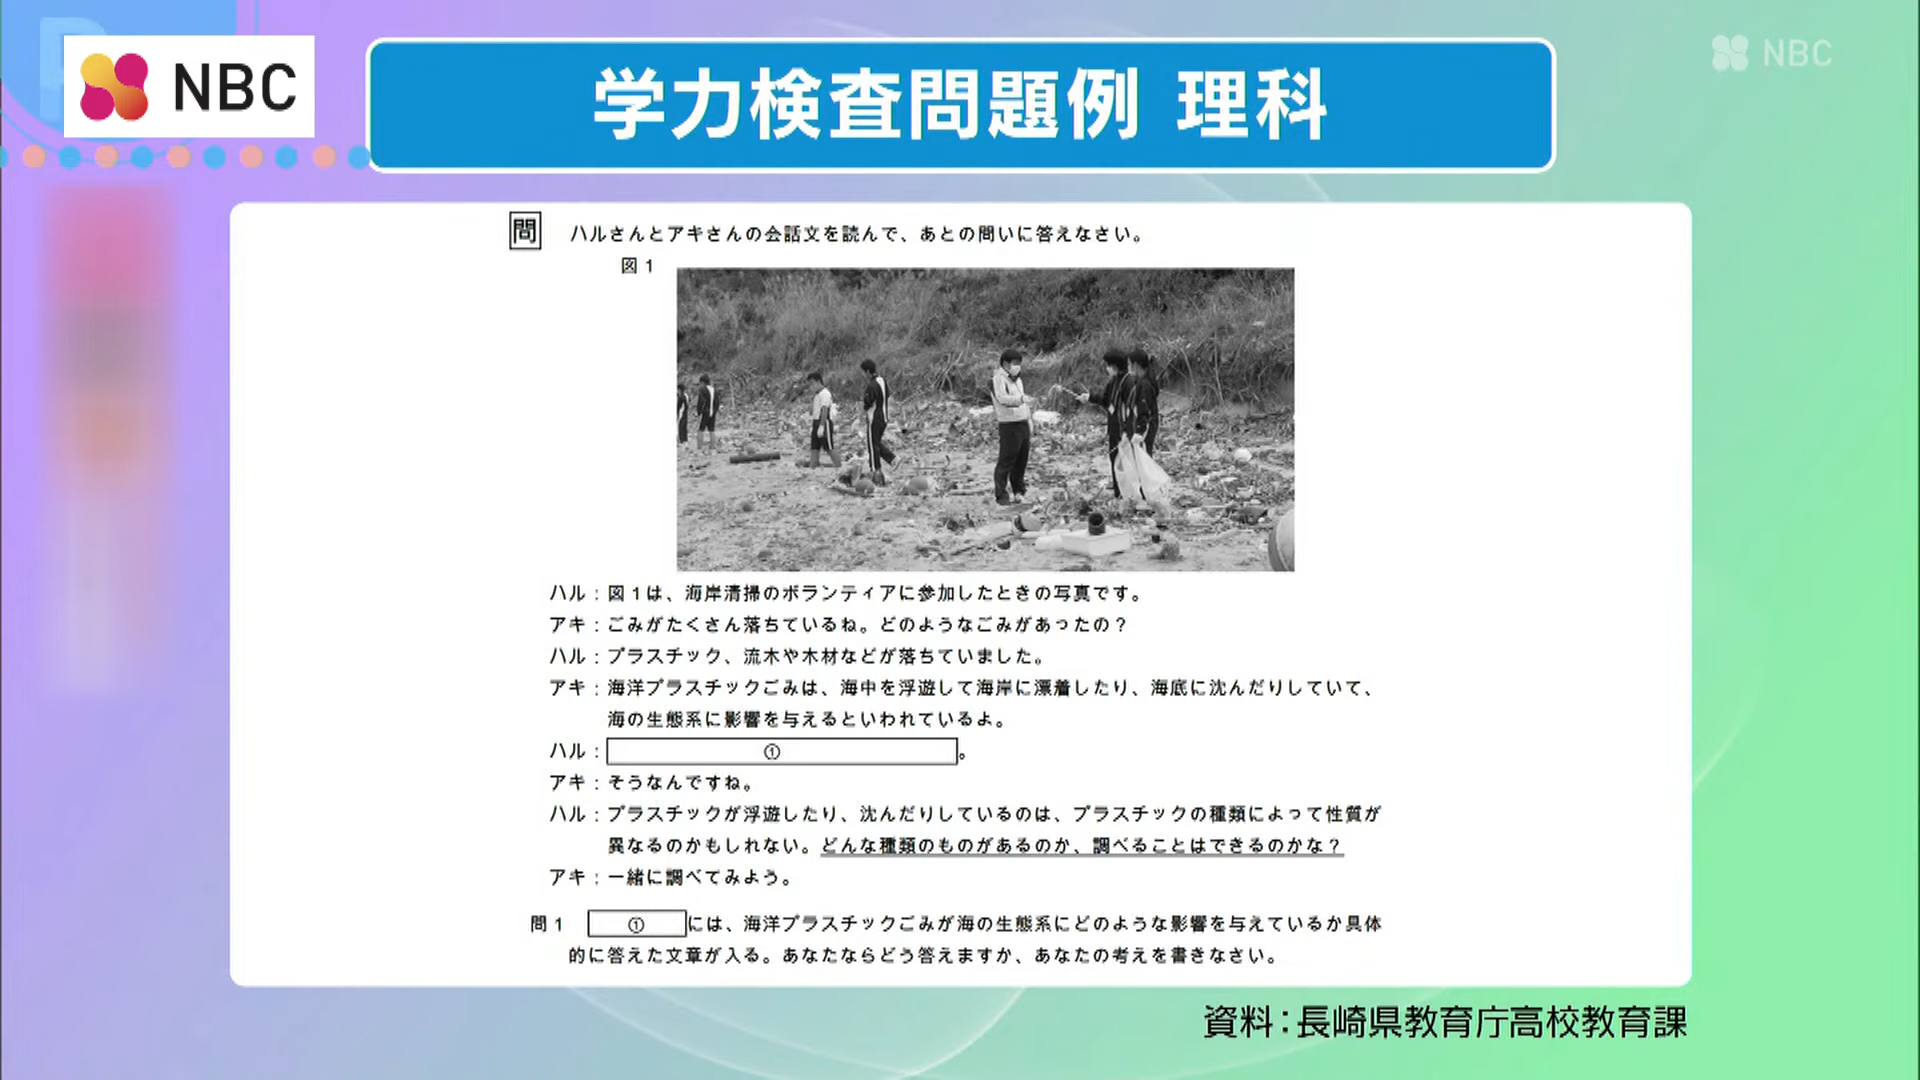 NBC
学力検査問題例 理科
NBC
問 ハルさんとアキさんの会話文を読んで、あとの問いに答えなさい。
図1
ハル：図1は、海岸清掃のボランティアに参加したときの写真です。
アキ：ごみがたくさん落ちているね。どのようなごみがあったの？
ハル：プラスチック、流木や木材などが落ちていました。
アキ：海洋プラスチックごみは、海中を浮遊して海岸に漂着したり、海底に沈んだりしていて、
海の生態系に影響を与えるといわれているよ。
ハル：①。
アキ：そうなんですね。
ハル：プラスチックが浮遊したり、沈んだりしているのは、プラスチックの種類によって性質が
異なるのかもしれない。どんな種類のものがあるのか、調べることはできるのかな？
アキ：一緒に調べてみよう。
問1 ①には、海洋プラスチックごみが海の生態系にどのような影響を与えているか具体
的に答えた文章が入る。あなたならどう答えますか、あなたの考えを書きなさい。
資料：長崎県教育庁高校教育課